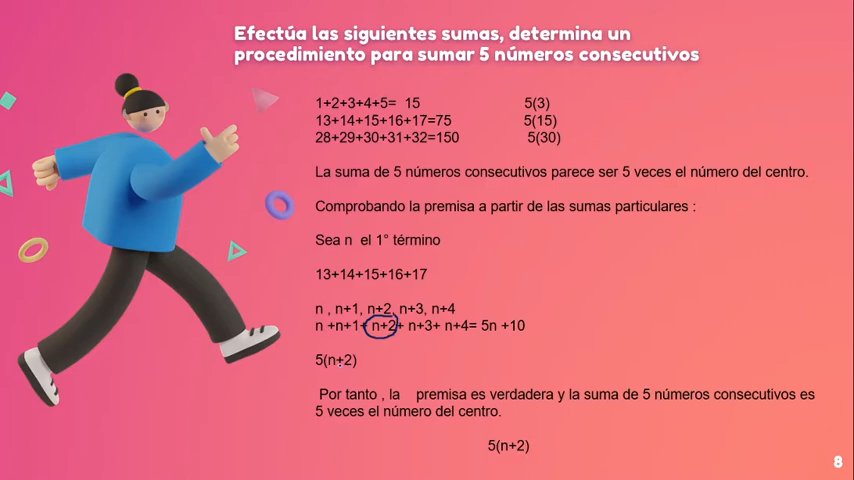 Efectúa las siguientes sumas, determina un
procedimiento para sumar 5 números consecutivos
1+2+3+4+5= 15 5(3)
13+14+15+16+17=75 5(15)
28+29+30+31+32=150 5(30)
La suma de 5 números consecutivos parece ser 5 veces el número del centro.
Comprobando la premisa a partir de las sumas particulares :
Sea n el 1° término
13+14+15+16+17
n , n+1, n+2, n+3, n+4
n +n+1+ n+2+ n+3+ n+4= 5n +10
5(n+2)
Por tanto , la premisa es verdadera y la suma de 5 números consecutivos es
5 veces el número del centro.
5(n+2)
8